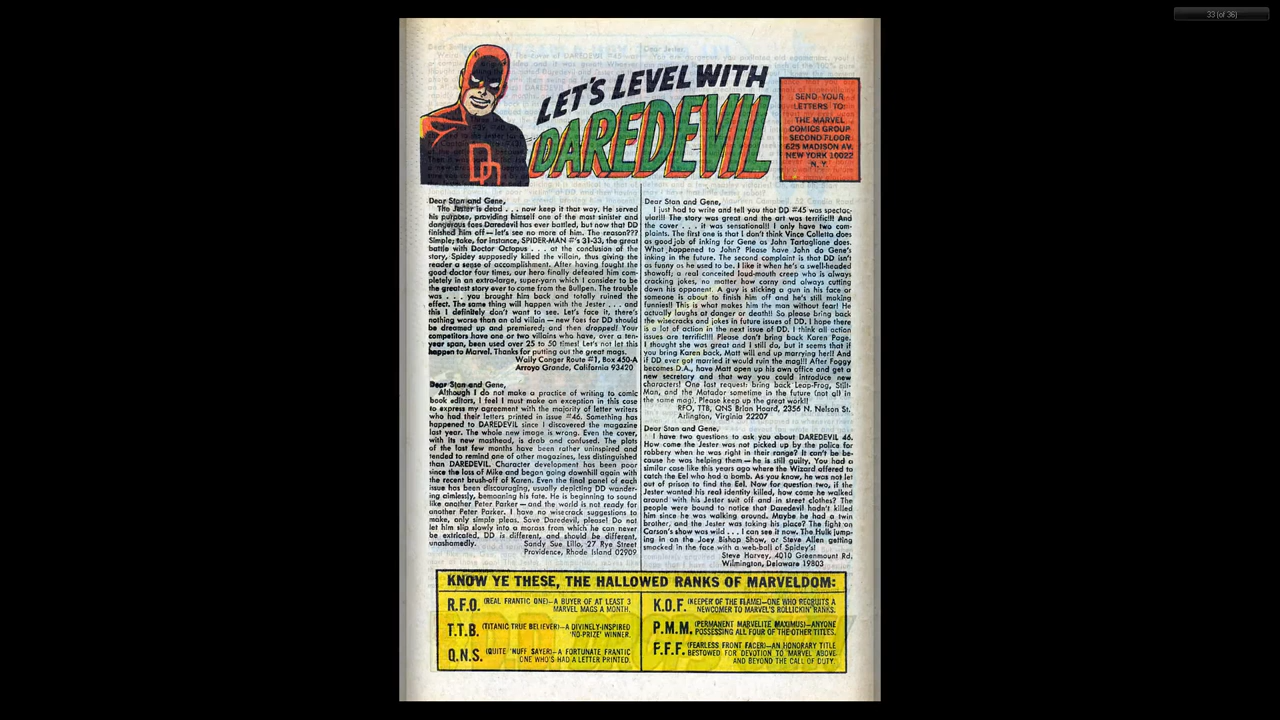 33 (of 36)
LET'S LEVEL WITH
DAREDEVIL
SEND YOUR
LETTERS TO:
THE MARVEL
COMICS GROUP
SECOND FLOOR
625 MADISON AV.
NEW YORK 10022
N. Y.
DD
Dear Stan and Gene,
The Jester is dead . . . now keep it that way. He served
his purpose, providing himself one of the most sinister and
dangerous foes Daredevil has ever battled, but now that DD
finished him off — let's see no more of him. The reason???
Simple; take, for instance, SPIDER-MAN #'s 31-33, the great
battle with Doctor Octopus . . . at the conclusion of the
story, Spidey supposedly killed the villain, thus giving the
reader a sense of accomplishment. After having fought the
good doctor four times, our hero finally defeated him com-
pletely in an extra-large, super-yarn which I consider to be
the greatest story ever to come from the Bullpen. The trouble
was . . . you brought him back and totally ruined the
effect. The same thing will happen with the Jester . . . and
this I definitely don't want to see. Let's face it, there's
nothing worse than an old villain — new foes for DD should
be dreamed up and premiered; and then dropped! Your
competitors have one or two villains who have, over a ten-
year span, been used over 25 to 50 times! Let's not let this
happen to Marvel. Thanks for putting out the great mags.
Wally Conger Route #1, Box 450-A
Arroyo Grande, California 93420
Dear Stan and Gene,
Although I do not make a practice of writing to comic
book editors, I feel I must make an exception in this case
to express my agreement with the majority of letter writers
who had their letters printed in issue #46. Something has
happened to DAREDEVIL since I discovered the magazine
last year. The whole new image is wrong. Even the cover,
with its new masthead, is drab and confused. The plots
of the last few months have been rather uninspired and
tended to remind one of other magazines, less distinguished
than DAREDEVIL. Character development has been poor
since the loss of Mike and began going downhill again with
the recent brush-off of Karen. Even the final panel of each
issue has been discouraging, usually depicting DD wander-
ing aimlessly, bemoaning his fate. He is beginning to sound
like another Peter Parker — and the world is not ready for
another Peter Parker. I have no wisecrack suggestions to
make, only simple pleas. Save Daredevil, please! Do not
let him slip slowly into a morass from which he can never
be extricated. DD is different, and should be different,
unashamedly. Sandy Sue Lillo, 27 Rye Street
Providence, Rhode Island 02909
Dear Stan and Gene,
I just had to write and tell you that DD #45 was spectac-
ular!!! The story was great and the art was terrific!!! And
the cover . . . it was sensational!! I only have two com-
plaints. The first one is that I don't think Vince Colletta does
as good job of inking for Gene as John Tartaglione does.
What happened to John? Please have John do Gene's
inking in the future. The second complaint is that DD isn't
as funny as he used to be. I like it when he's a swell-headed
showoff; a real conceited loud-mouth creep who is always
cracking jokes, no matter how corny and always cutting
down his opponent. A guy is sticking a gun in his face or
someone is about to finish him off and he's still making
funnies!! This is what makes him the man without fear! He
actually laughs at danger or death!! So please bring back
the wisecracks and jokes in future issues of DD. I hope there
is a lot of action in the next issue of DD. I think all action
issues are terrific!!!! Please don't bring back Karen Page.
I thought she was great and I still do, but it seems that if
you bring Karen back, Matt will end up marrying her!! And
if DD ever got married it would ruin the mag!!! After Foggy
becomes D.A., have Matt open up his own office and get a
new secretary and that way you could introduce new
characters! One last request: bring back Leap-Frog, Stilt-
Man, and the Matador sometime in the future (not all in
the same mag). Please keep up the great work!!
RFO, TTB, QNS Brian Hoard, 2356 N. Nelson St.
Arlington, Virginia 22207
Dear Stan and Gene,
I have two questions to ask you about DAREDEVIL 46.
How come the Jester was not picked up by the police for
robbery when he was right in their range? It can't be be-
cause he was helping them — he is still guilty. You had a
similar case like this years ago where the Wizard offered to
catch the Eel who had a bomb. As you know, he was not let
out of prison to find the Eel. Now for question two, if the
Jester wanted his real identity killed, how come he walked
around with his Jester suit off and in street clothes? The
people were bound to notice that Daredevil hadn't killed
him since he was walking around. Maybe he had a twin
brother, and the Jester was taking his place? The fight on
Carson's show was wild . . . I can see it now. The Hulk jump-
ing in on the Joey Bishop Show, or Steve Allen getting
smacked in the face with a web-ball of Spidey's!
Steve Harvey, 4010 Greenmount Rd,
Wilmington, Delaware 19803
KNOW YE THESE, THE HALLOWED RANKS OF MARVELDOM:
R.F.O. (REAL FRANTIC ONE)—A BUYER OF AT LEAST 3
MARVEL MAGS A MONTH.
T.T.B. (TITANIC TRUE BELIEVER)—A DIVINELY-INSPIRED
'NO-PRIZE' WINNER.
Q.N.S. (QUITE 'NUFF SAYER)—A FORTUNATE FRANTIC
ONE WHO'S HAD A LETTER PRINTED.
K.O.F. (KEEPER OF THE FLAME)—ONE WHO RECRUITS A
NEWCOMER TO MARVEL'S ROLLICKIN' RANKS.
P.M.M. (PERMANENT MARVELITE MAXIMUS)—ANYONE
POSSESSING ALL FOUR OF THE OTHER TITLES.
F.F.F. (FEARLESS FRONT FACER)—AN HONORARY TITLE
BESTOWED FOR DEVOTION TO MARVEL ABOVE
AND BEYOND THE CALL OF DUTY.